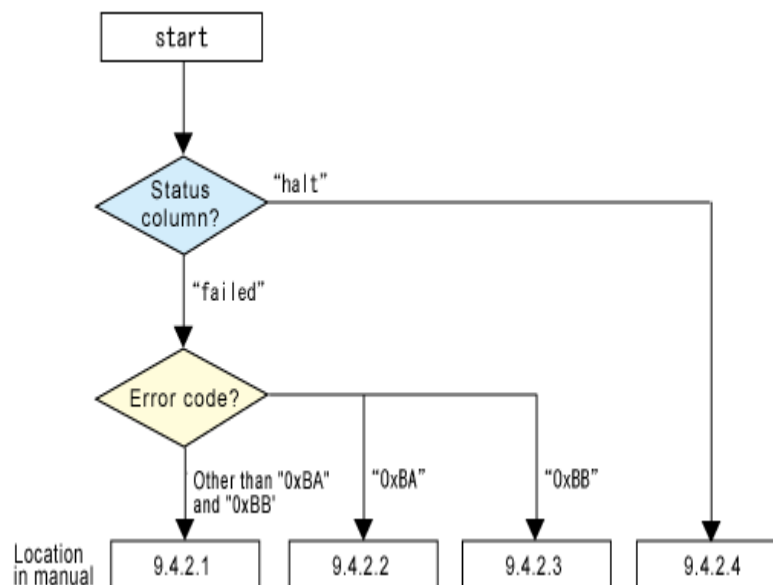 start
Status
column?
“halt”
“failed”
Error code?
Other than "0xBA"
and "0xBB'
“0xBA”
“0xBB”
Location
in manual
9.4.2.1
9.4.2.2
9.4.2.3
9.4.2.4